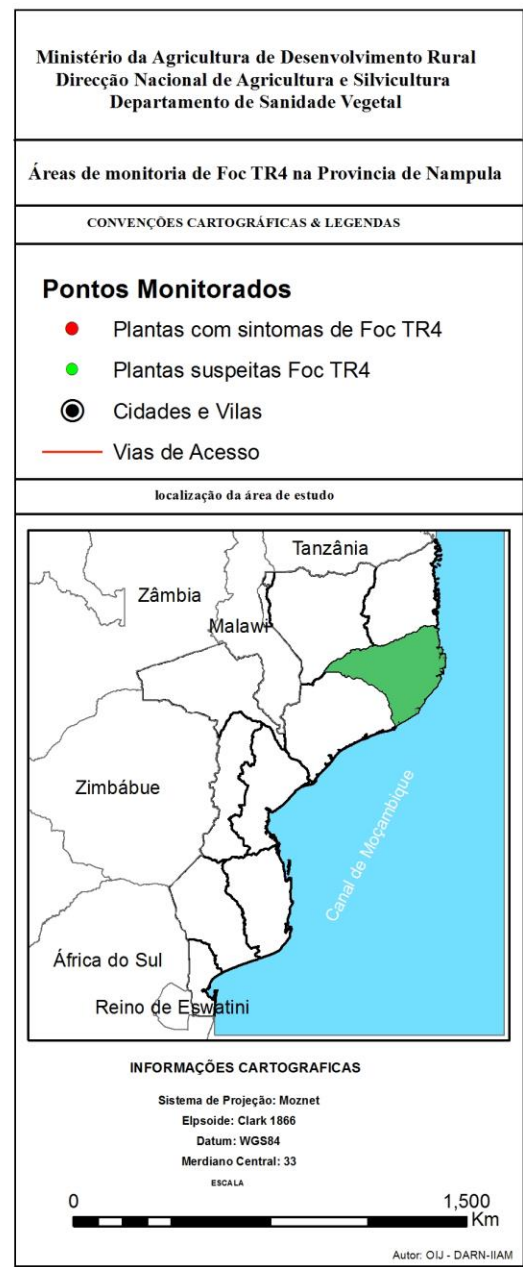 Ministério da Agricultura de Desenvolvimento Rural
Direcção Nacional de Agricultura e Silvicultura
Departamento de Sanidade Vegetal
Áreas de monitoria de Foc TR4 na Provincia de Nampula
CONVENÇÕES CARTOGRÁFICAS & LEGENDAS
Pontos Monitorados
Plantas com sintomas de Foc TR4
Plantas suspeitas Foc TR4
Cidades e Vilas
Vias de Acesso
localização da área de estudo
Tanzânia
Zâmbia
Malawi
Zimbábue
Canal de Moçambique
África do Sul
Reino de Eswatini
INFORMAÇÕES CARTOGRAFICAS
Sistema de Projeção: Moznet
Elpsoide: Clark 1866
Datum: WGS84
Merdiano Central: 33
ESCALA
0 1,500
Km
Autor: OIJ - DARN-IIAM